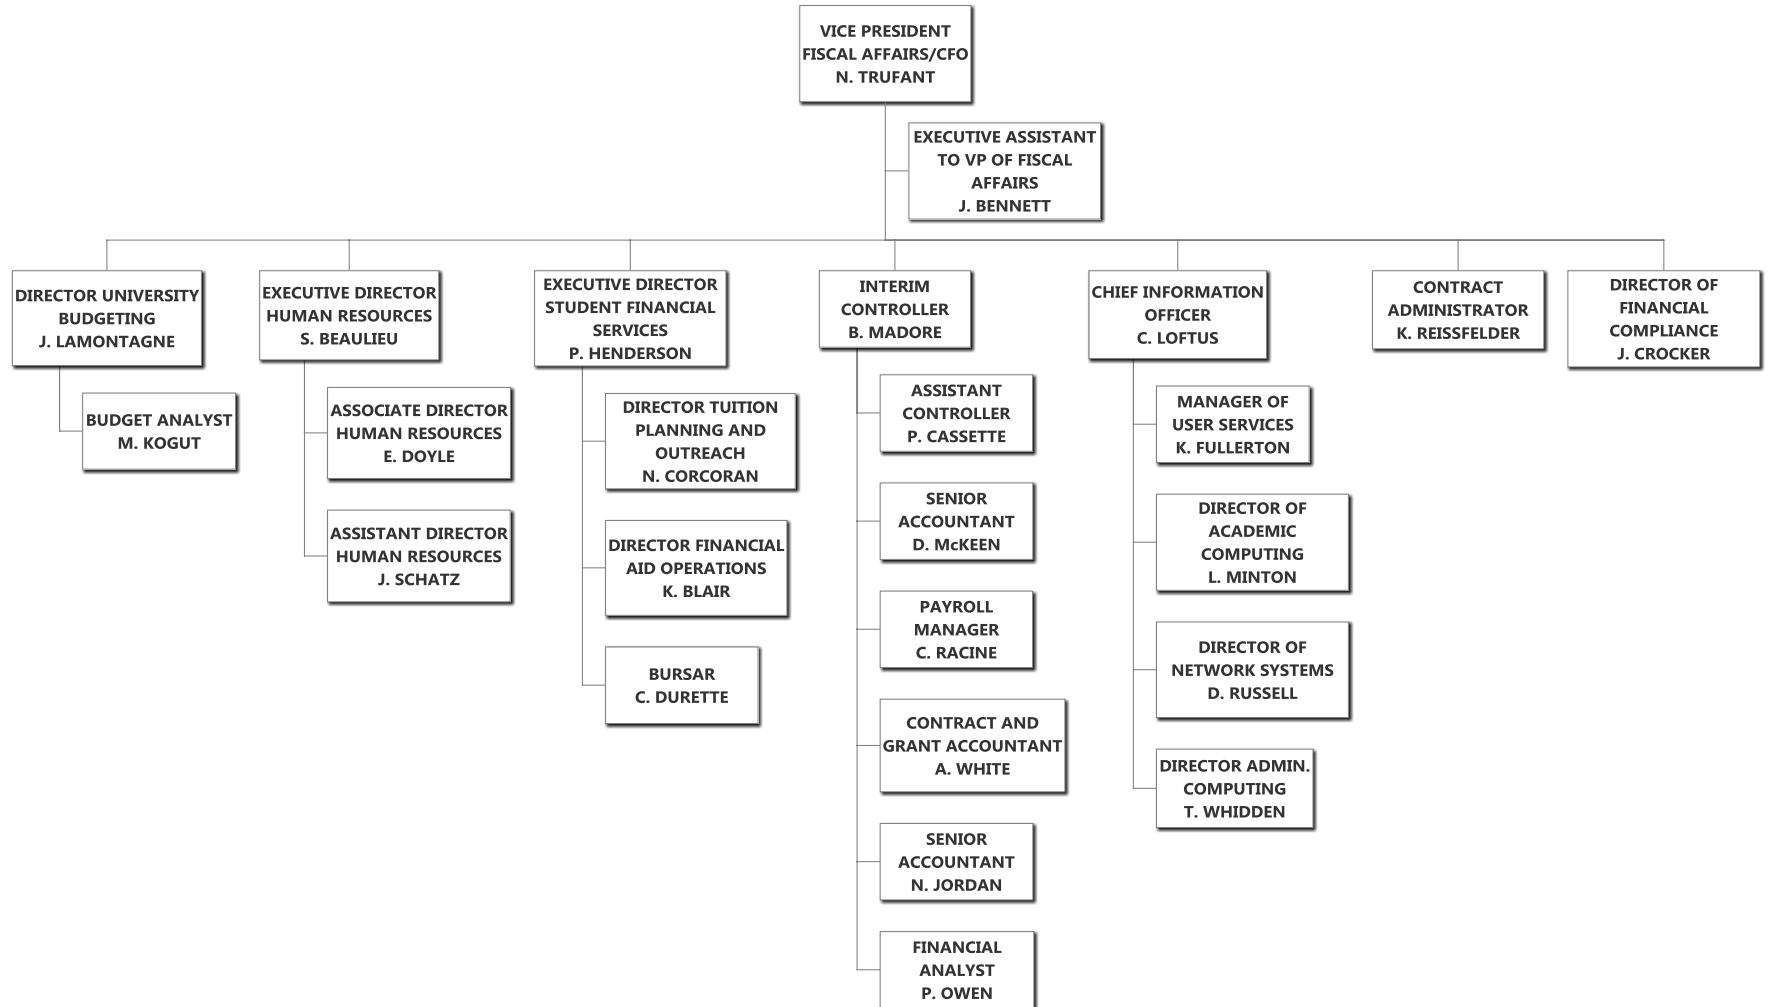 VICE PRESIDENT
FISCAL AFFAIRS/CFO
N. TRUFANT
EXECUTIVE ASSISTANT
TO VP OF FISCAL
AFFAIRS
J. BENNETT
DIRECTOR UNIVERSITY
BUDGETING
J. LAMONTAGNE
BUDGET ANALYST
M. KOGUT
EXECUTIVE DIRECTOR
HUMAN RESOURCES
S. BEAULIEU
ASSOCIATE DIRECTOR
HUMAN RESOURCES
E. DOYLE
ASSISTANT DIRECTOR
HUMAN RESOURCES
J. SCHATZ
EXECUTIVE DIRECTOR
STUDENT FINANCIAL
SERVICES
P. HENDERSON
DIRECTOR TUITION
PLANNING AND
OUTREACH
N. CORCORAN
DIRECTOR FINANCIAL
AID OPERATIONS
K. BLAIR
BURSAR
C. DURETTE
INTERIM
CONTROLLER
B. MADORE
ASSISTANT
CONTROLLER
P. CASSETTE
SENIOR
ACCOUNTANT
D. McKEEN
PAYROLL
MANAGER
C. RACINE
CONTRACT AND
GRANT ACCOUNTANT
A. WHITE
SENIOR
ACCOUNTANT
N. JORDAN
FINANCIAL
ANALYST
P. OWEN
CHIEF INFORMATION
OFFICER
C. LOFTUS
MANAGER OF
USER SERVICES
K. FULLERTON
DIRECTOR OF
ACADEMIC
COMPUTING
L. MINTON
DIRECTOR OF
NETWORK SYSTEMS
D. RUSSELL
DIRECTOR ADMIN.
COMPUTING
T. WHIDDEN
CONTRACT
ADMINISTRATOR
K. REISSFELDER
DIRECTOR OF
FINANCIAL
COMPLIANCE
J. CROCKER